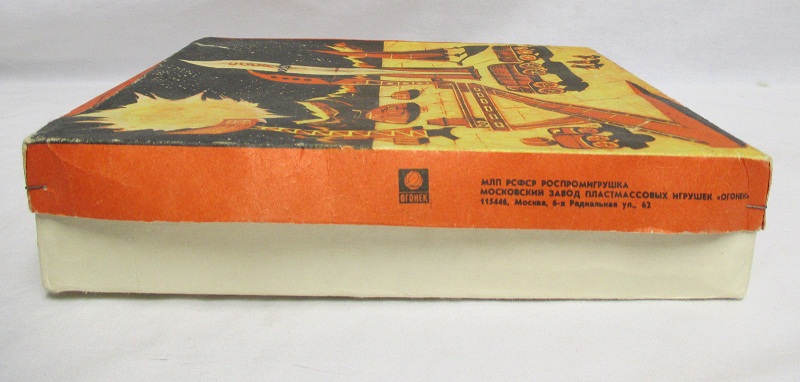 ОГОНЕК
МЛП РСФСР РОСПРОМИГРУШКА
МОСКОВСКИЙ ЗАВОД ПЛАСТМАССОВЫХ ИГРУШЕК «ОГОНЕК»
115446, Москва, 6-я Радиальная ул., 62